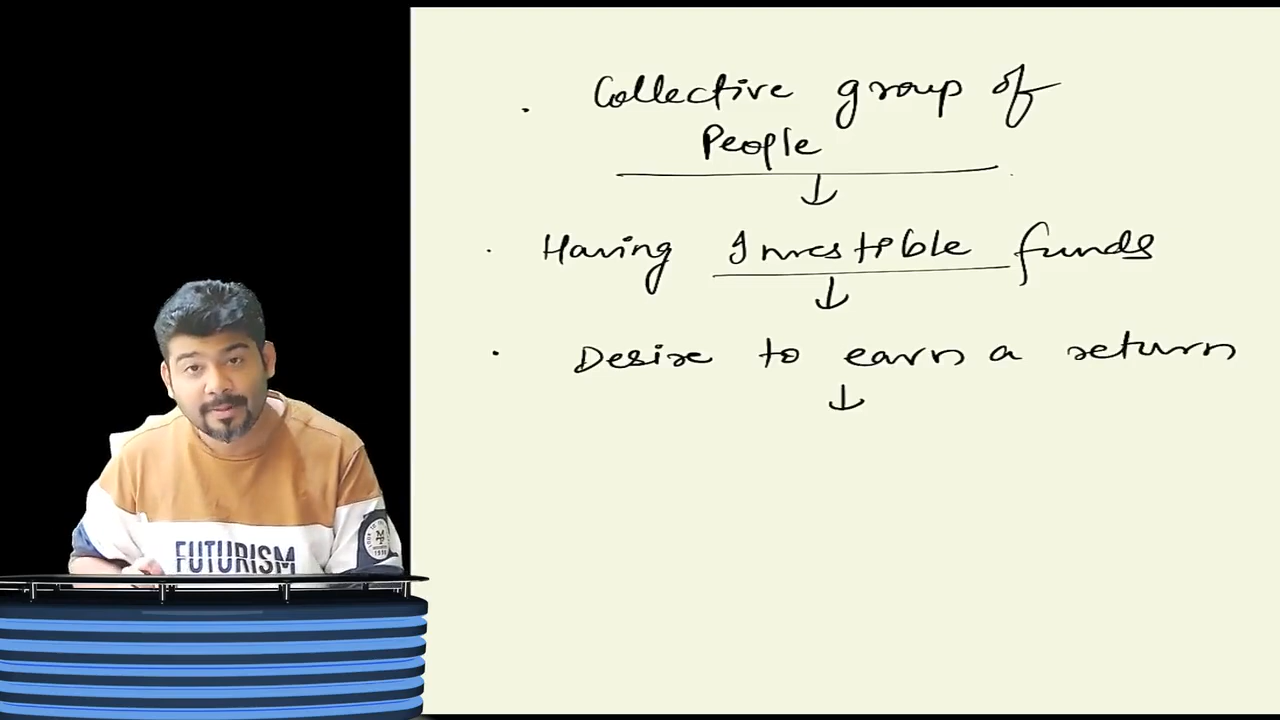 Collective group of
People
Having Investible funds
Desire to earn a return
FUTURISM